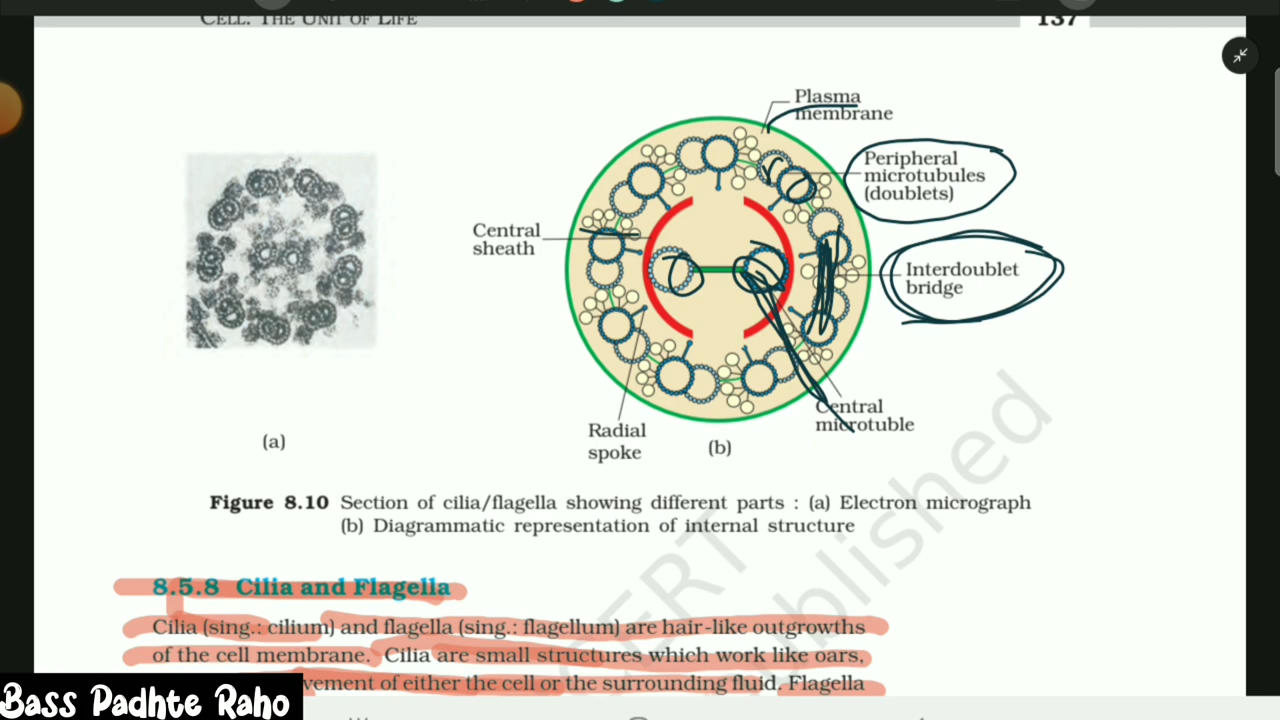 CELL: THE UNIT OF LIFE
137
Plasma
membrane
Peripheral
microtubules
(doublets)
Central
sheath
Interdoublet
bridge
Central
microtuble
Radial
spoke
(a)
(b)
Figure 8.10 Section of cilia/flagella showing different parts : (a) Electron micrograph
(b) Diagrammatic representation of internal structure
8.5.8 Cilia and Flagella
Cilia (sing.: cilium) and flagella (sing.: flagellum) are hair-like outgrowths
of the cell membrane. Cilia are small structures which work like oars,
vement of either the cell or the surrounding fluid. Flagella
Bass Padhte Raho